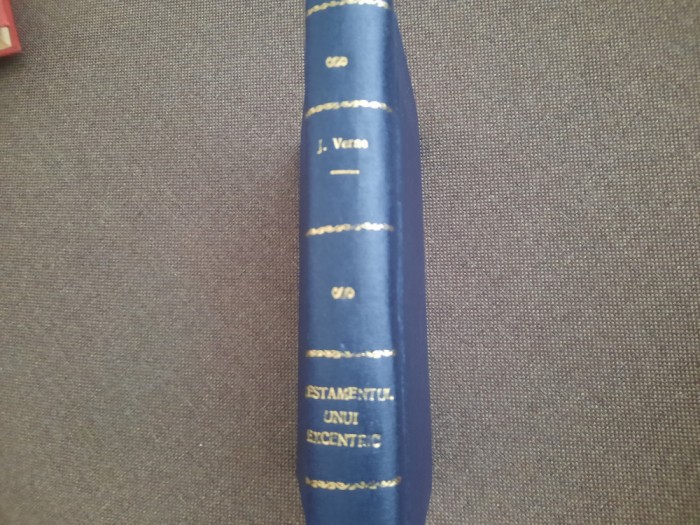 J. Verne
TESTAMENTUL
UNUI
EXCENTRIC